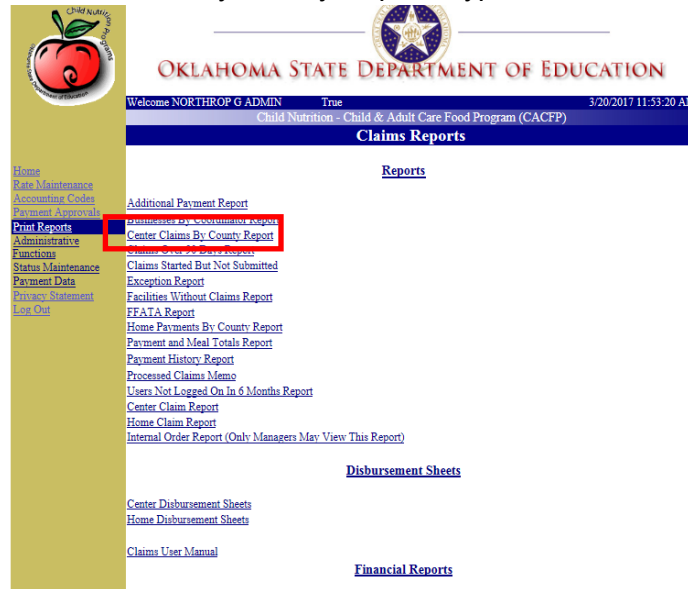 Child Nutrition Programs
OKLAHOMA STATE DEPARTMENT OF EDUCATION
Welcome NORTHROP G ADMIN True 3/20/2017 11:53:20 AM
Child Nutrition - Child & Adult Care Food Program (CACFP)
Claims Reports
Home
Rate Maintenance
Accounting Codes
Payment Approvals
Print Reports
Administrative
Functions
Status Maintenance
Payment Data
Privacy Statement
Log Out
Reports
Additional Payment Report
Businesses By Coordinator Report
Center Claims By County Report
Claims Over 90 Days Report
Claims Started But Not Submitted
Exception Report
Facilities Without Claims Report
FFATA Report
Home Payments By County Report
Payment and Meal Totals Report
Payment History Report
Processed Claims Memo
Users Not Logged On In 6 Months Report
Center Claim Report
Home Claim Report
Internal Order Report (Only Managers May View This Report)
Disbursement Sheets
Center Disbursement Sheets
Home Disbursement Sheets
Claims User Manual
Financial Reports